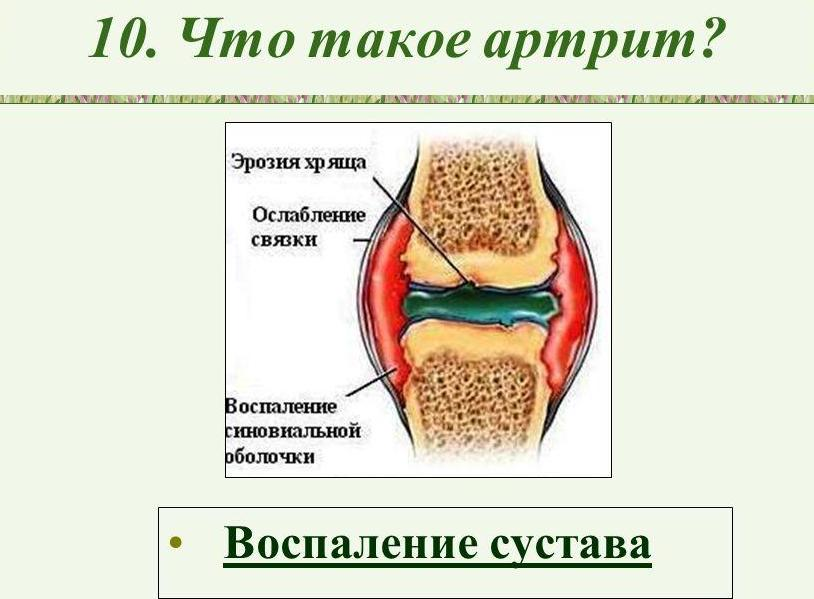 10. Что такое артрит?
Эрозия хряща
Ослабление
связки
Воспаление
синовиальной
оболочки
• Воспаление сустава